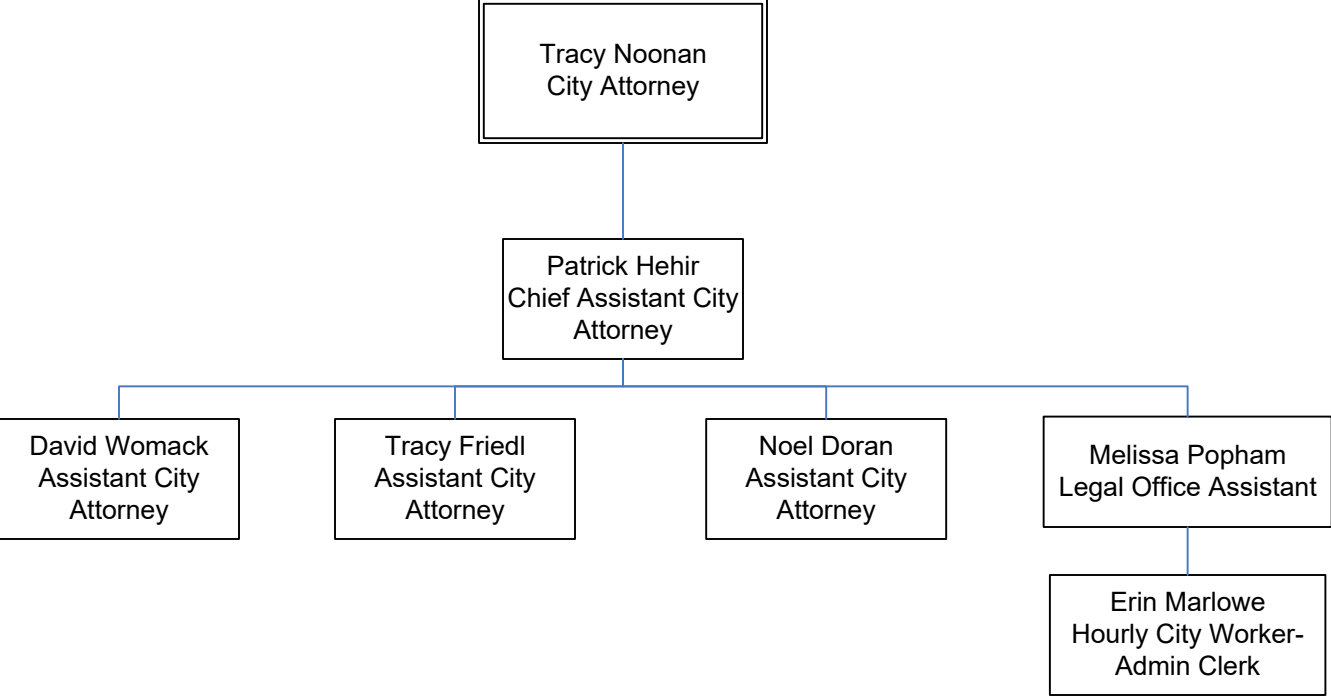 Tracy Noonan
City Attorney
Patrick Hehir
Chief Assistant City
Attorney
David Womack
Assistant City
Attorney
Tracy Friedl
Assistant City
Attorney
Noel Doran
Assistant City
Attorney
Melissa Popham
Legal Office Assistant
Erin Marlowe
Hourly City Worker-
Admin Clerk